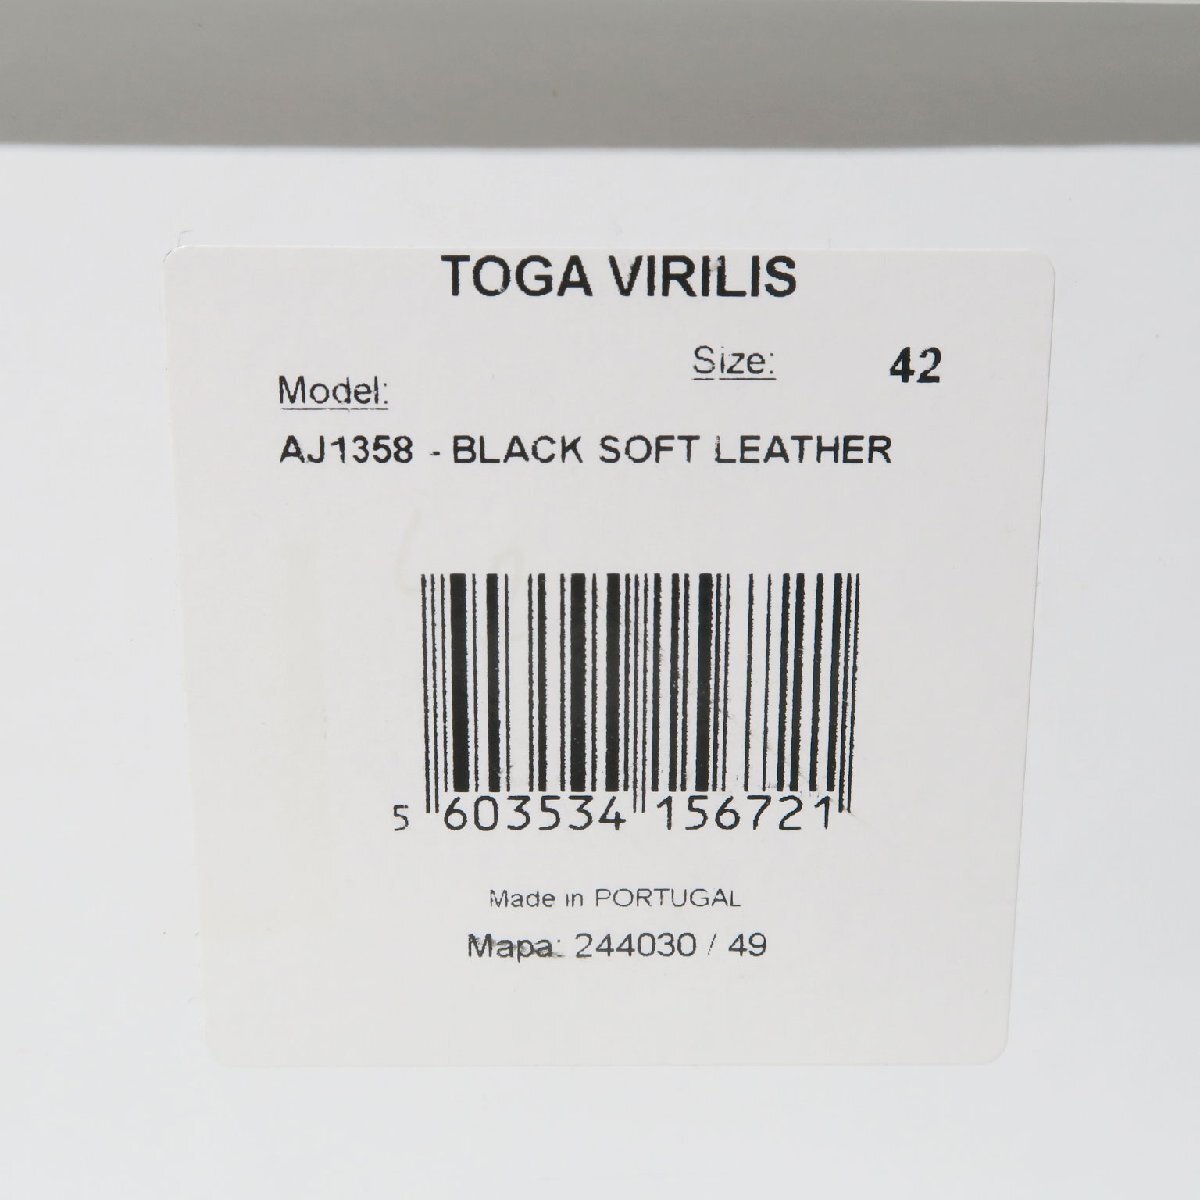 TOGA VIRILIS
Size: 42
Model:
AJ1358 - BLACK SOFT LEATHER
5 603534 156721
Made in PORTUGAL
Mapa: 244030 / 49